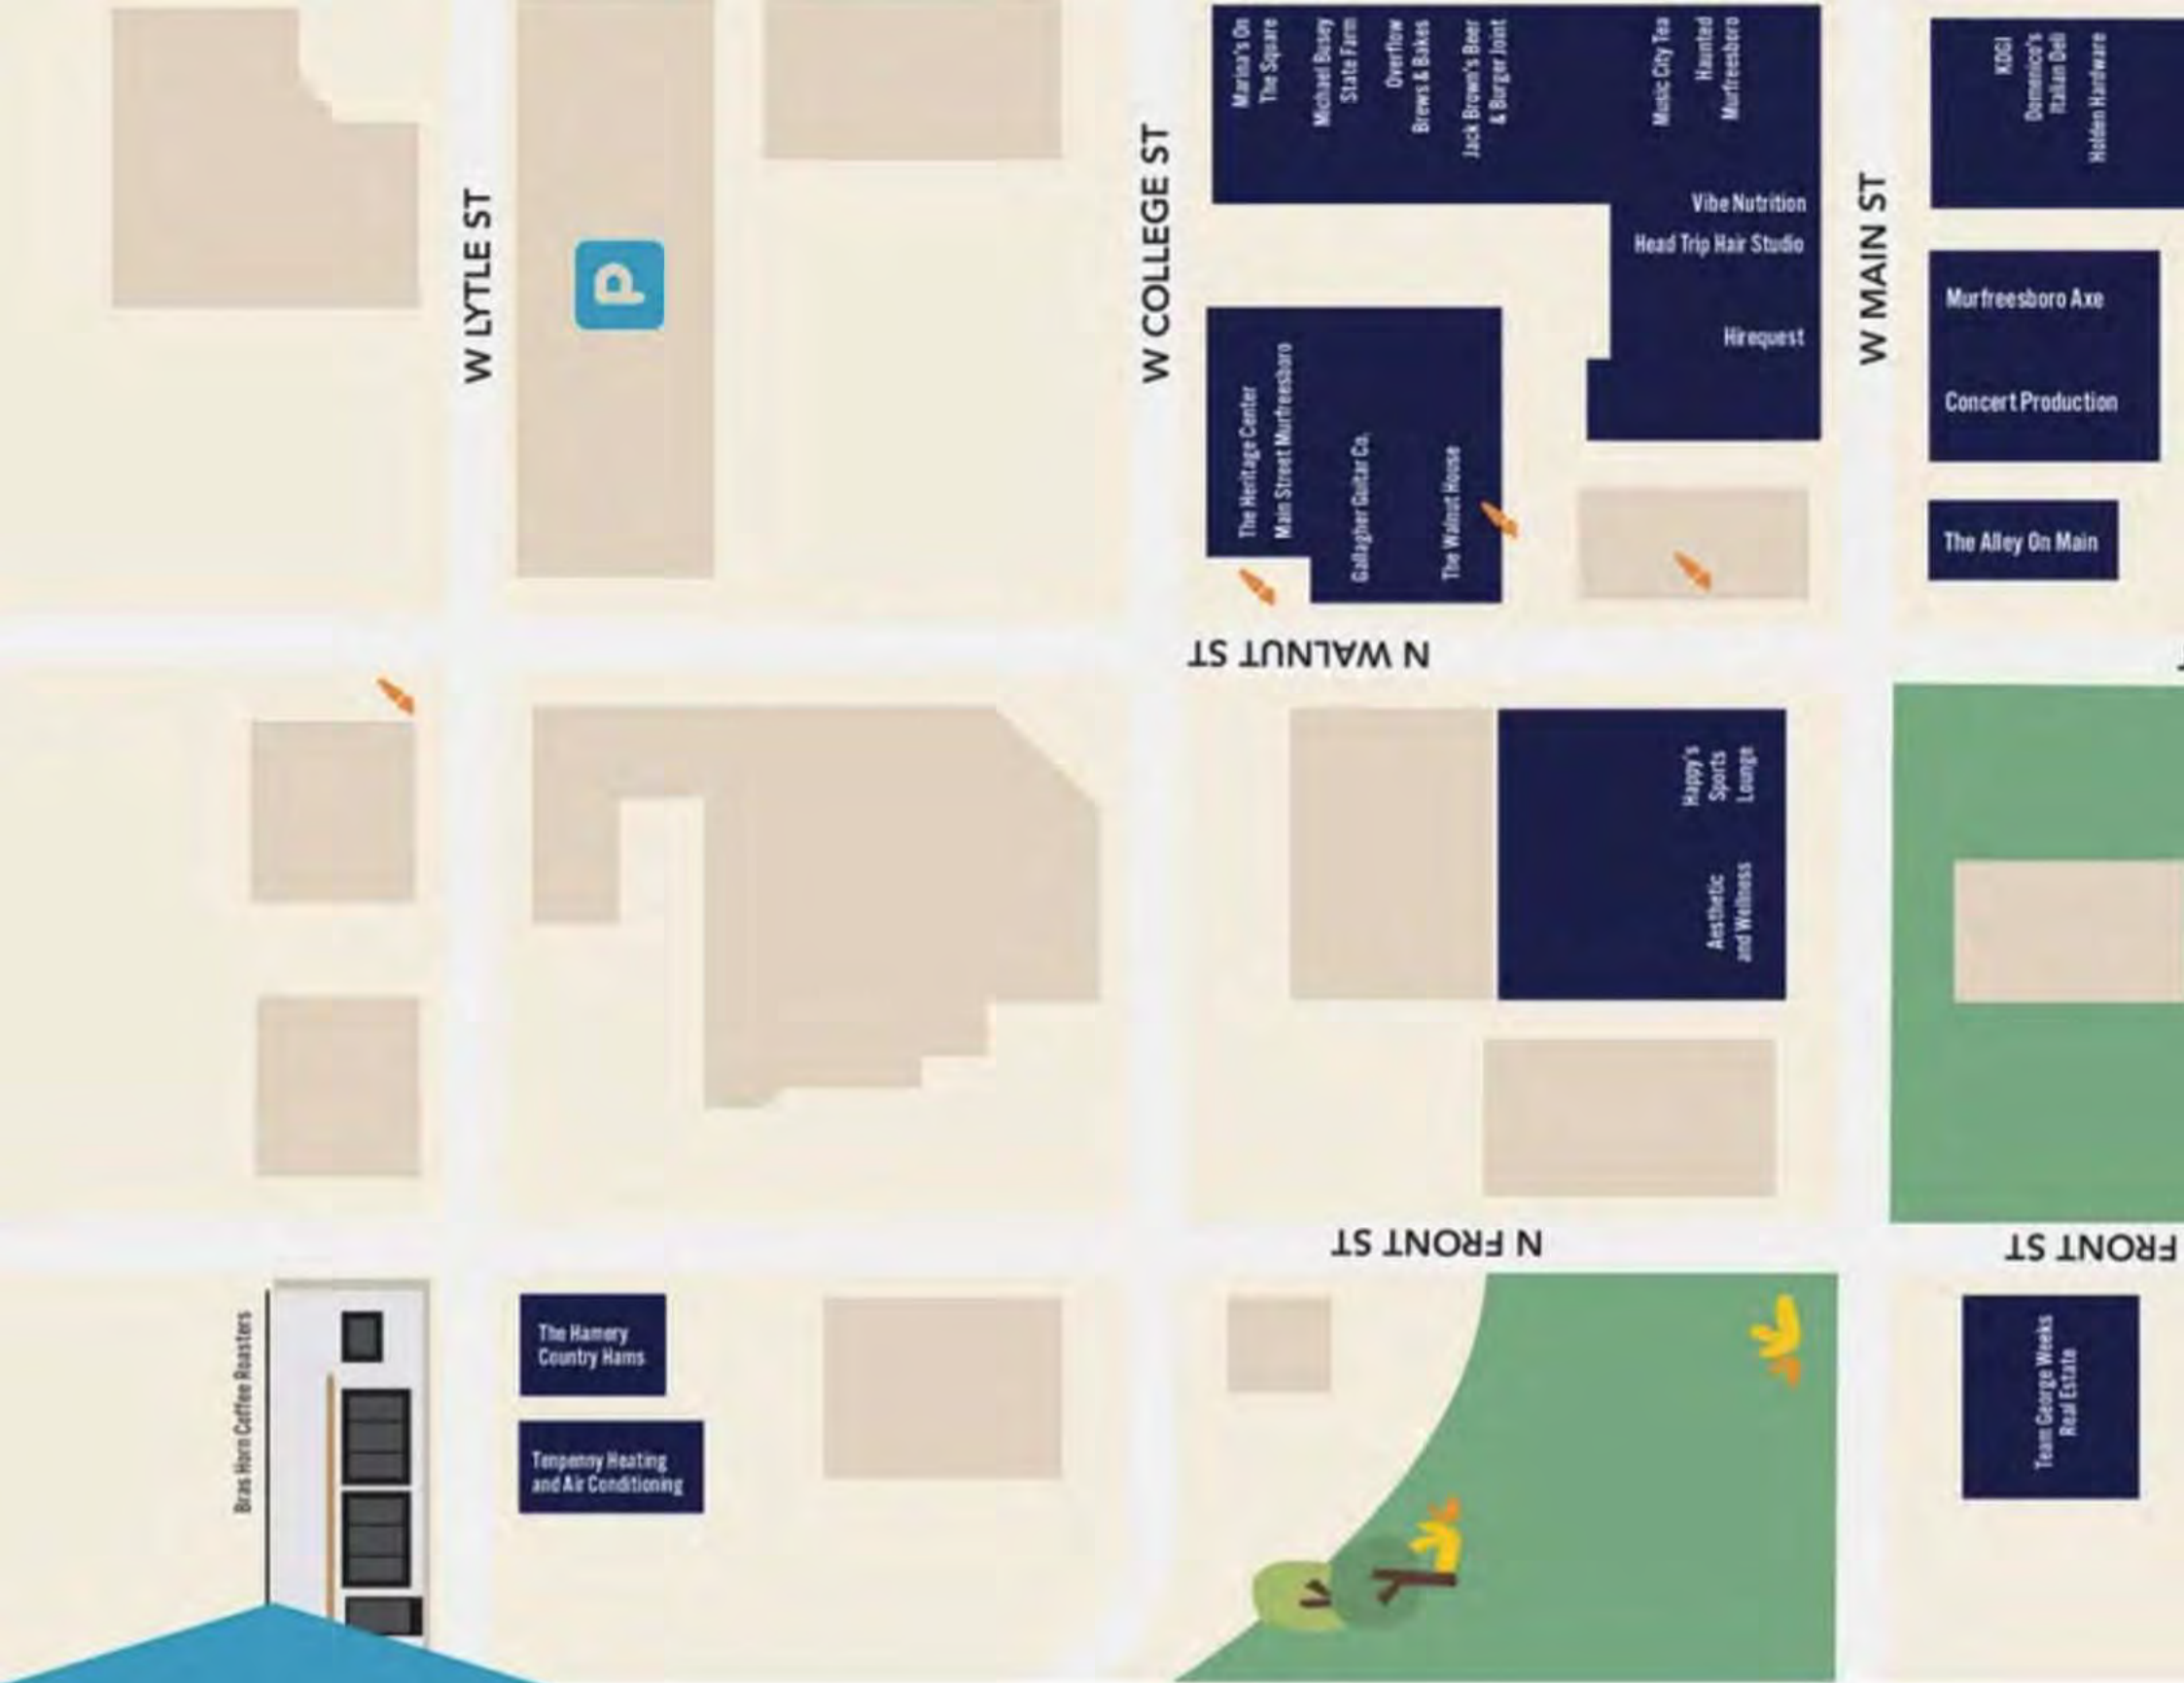 Marina's On
The Square
Michael Busey
State Farm
Overflow
Brews & Bakes
Jack Brown's Beer
& Burger Joint
Music City Tea
Haunted
Murfreesboro
KOGI
Domenico's
Italian Deli
Holden Hardware
W LYTLE ST
P
W COLLEGE ST
Vibe Nutrition
Head Trip Hair Studio
Hirequest
W MAIN ST
Murfreesboro Axe
Concert Production
The Alley On Main
The Heritage Center
Main Street Murfreesboro
Gallagher Guitar Co.
The Walnut House
N WALNUT ST
Happy's
Sports
Lounge
Aesthetic
and Wellness
N FRONT ST
FRONT ST
Bras Horn Coffee Roasters
The Hamery
Country Hams
Tenpenny Heating
and Air Conditioning
Team George Weeks
Real Estate